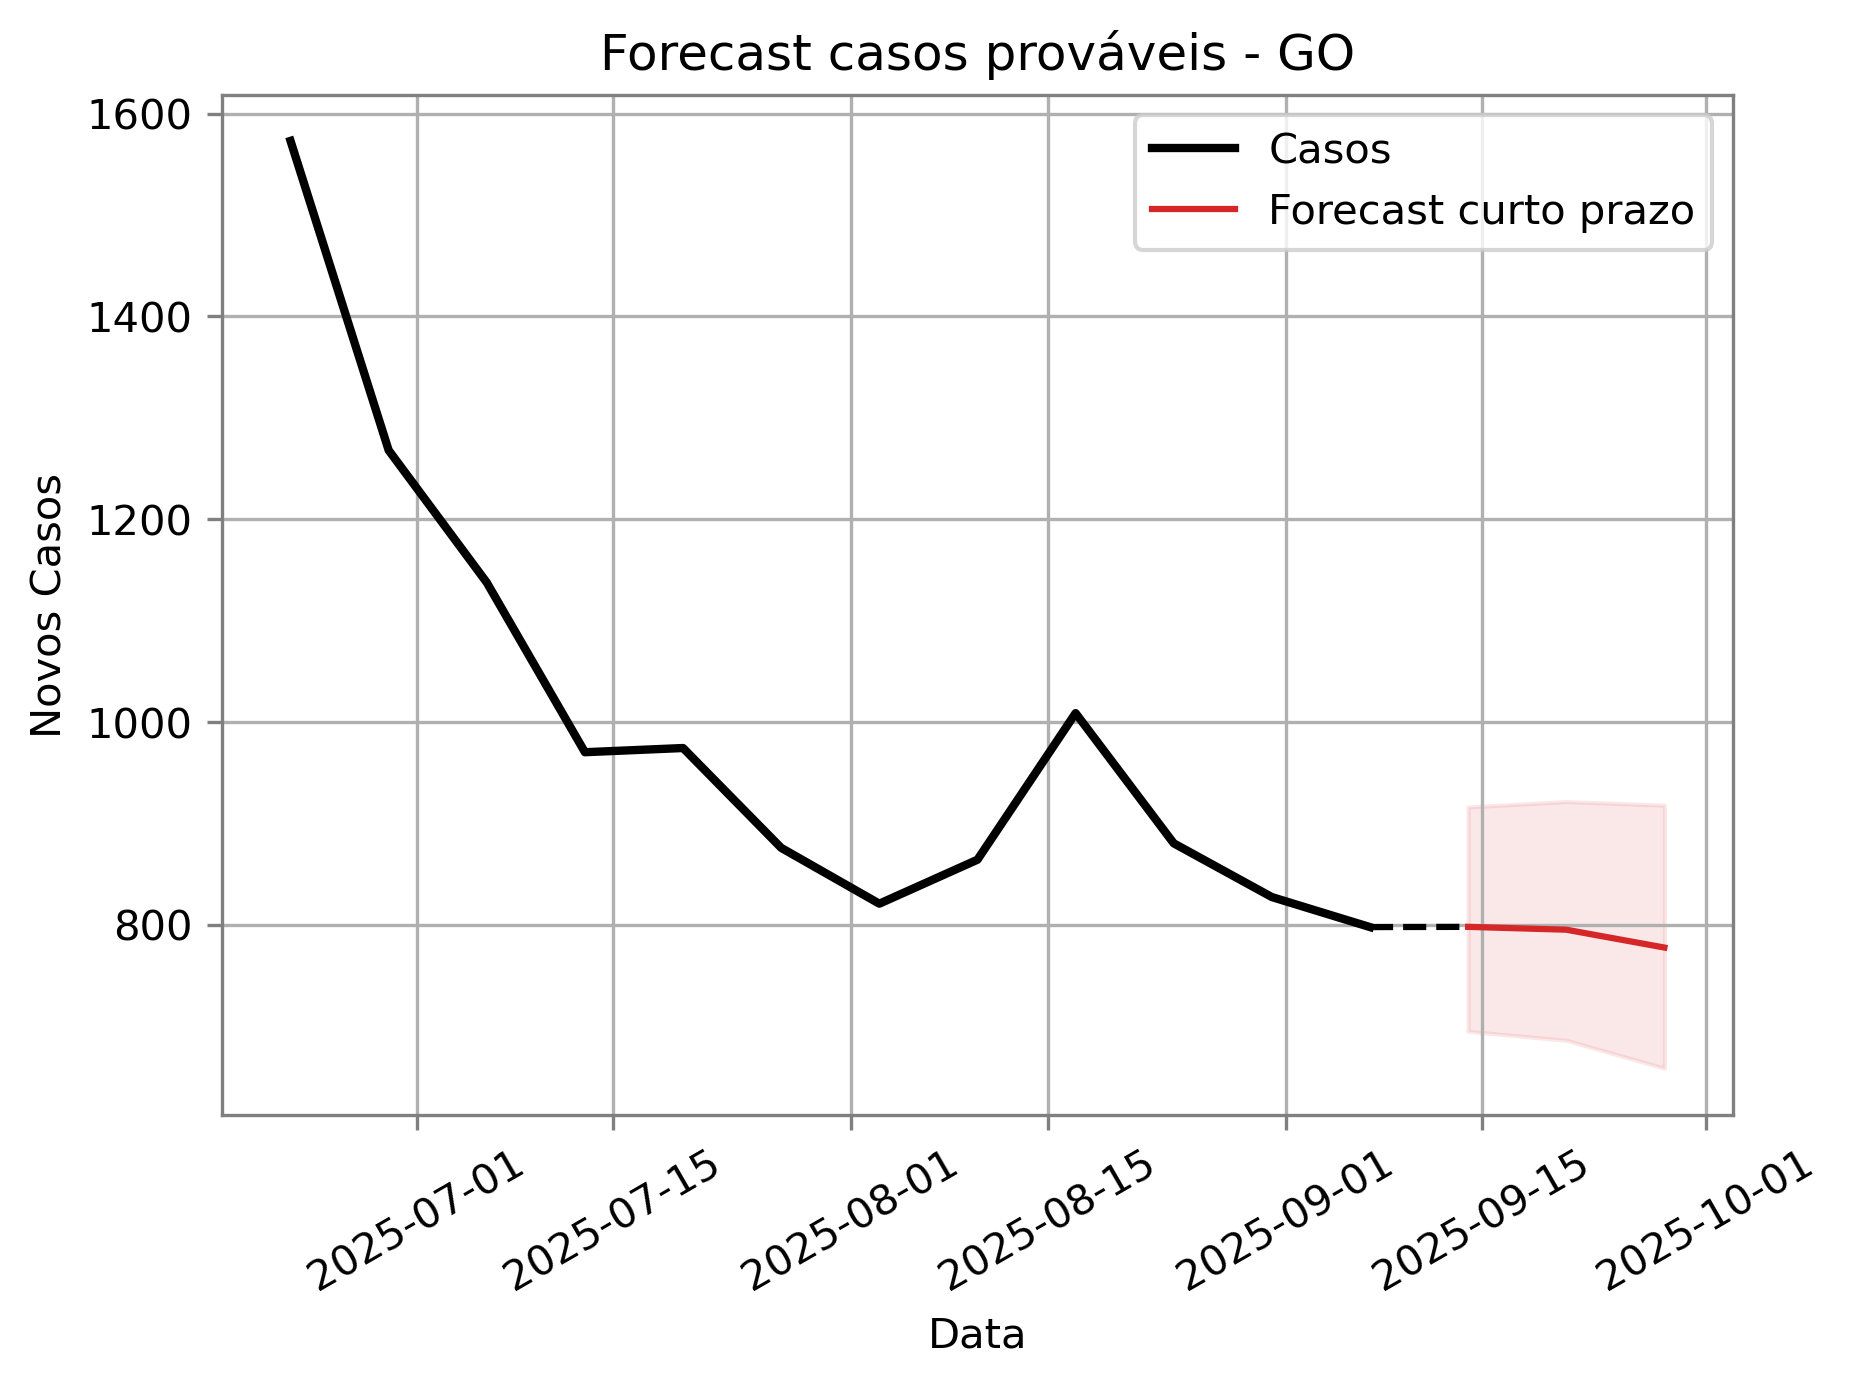 Forecast casos prováveis - GO
1600
1400
1200
1000
800
Novos Casos
Casos
Forecast curto prazo
2025-07-01
2025-07-15
2025-08-01
2025-08-15
2025-09-01
2025-09-15
2025-10-01
Data